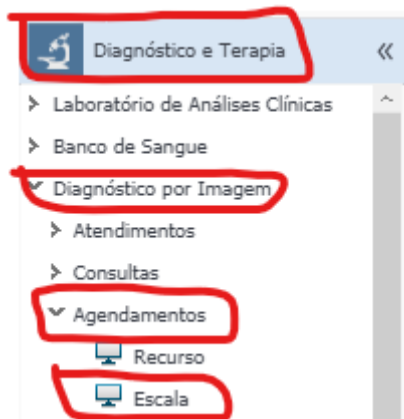 Diagnóstico e Terapia
Laboratório de Análises Clínicas
Banco de Sangue
Diagnóstico por Imagem
Atendimentos
Consultas
Agendamentos
Recurso
Escala